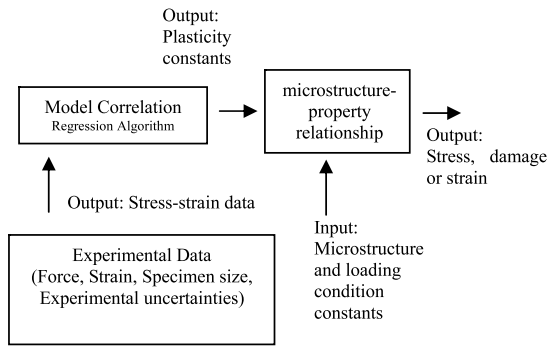 Output:
Plasticity
constants
Model Correlation
Regression Algorithm
microstructure-
property
relationship
Output:
Stress, damage
or strain
Output: Stress-strain data
Input:
Microstructure
and loading
condition
constants
Experimental Data
(Force, Strain, Specimen size,
Experimental uncertainties)